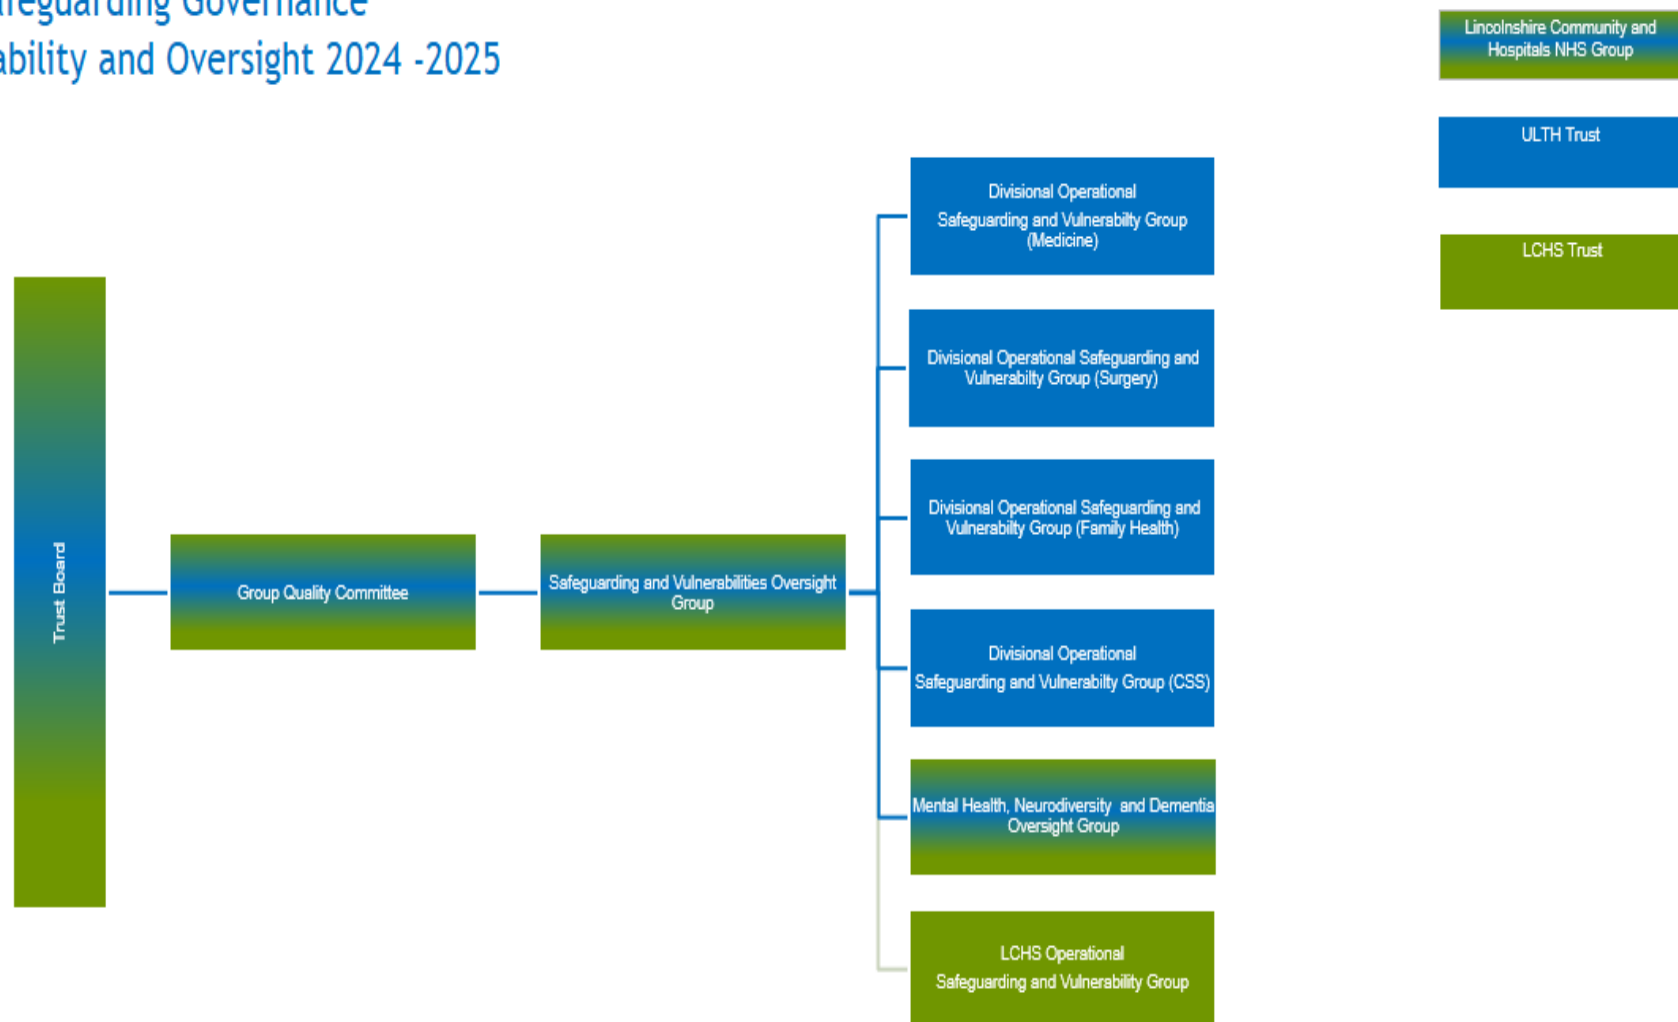 afeguarding Governance
ability and Oversight 2024 -2025
Lincolnshire Community and
Hospitals NHS Group
ULTH Trust
LCHS Trust
Trust Board
Group Quality Committee
Safeguarding and Vulnerabilities Oversight
Group
Divisional Operational
Safeguarding and Vulnerabilty Group
(Medicine)
Divisional Operational Safeguarding and
Vulnerabilty Group (Surgery)
Divisional Operational Safeguarding and
Vulnerabilty Group (Family Health)
Divisional Operational
Safeguarding and Vulnerabilty Group (CSS)
Mental Health, Neurodiversity and Dementia
Oversight Group
LCHS Operational
Safeguarding and Vulnerability Group